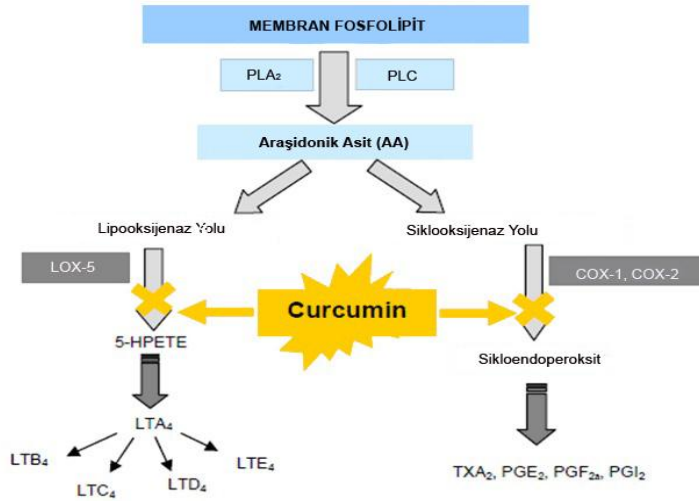 MEMBRAN FOSFOLİPİT
PLA₂
PLC
Araşidonik Asit (AA)
Lipooksijenaz Yolu
Siklooksijenaz Yolu
LOX-5
COX-1, COX-2
Curcumin
5-HPETE
Sikloendoperoksit
LTA₄
LTB₄
LTC₄
LTD₄
LTE₄
TXA₂, PGE₂, PGF₂ₐ, PGI₂